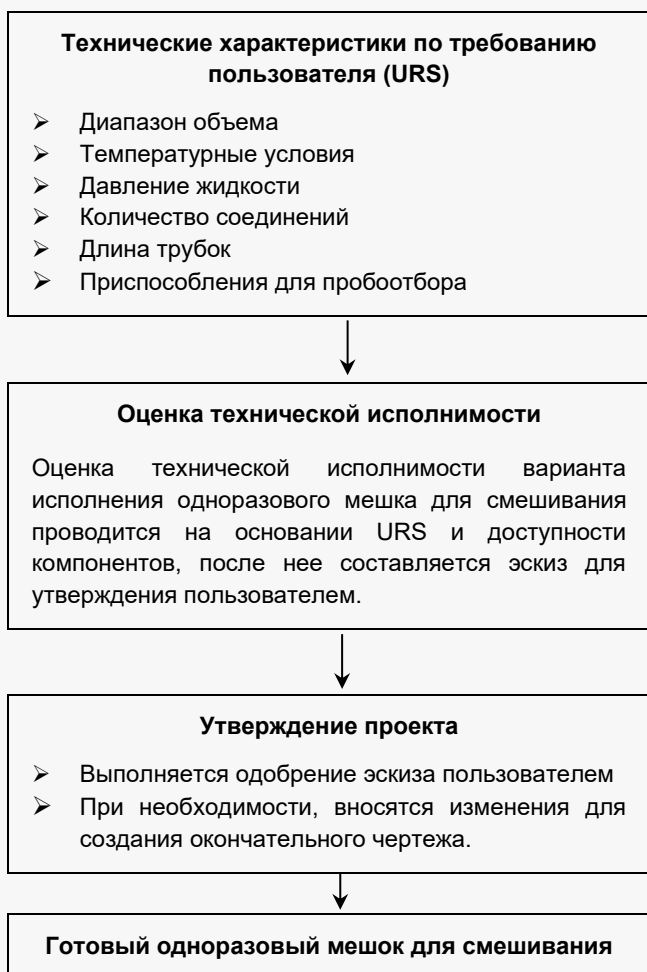 Технические характеристики по требованию
пользователя (URS)
➢ Диапазон объема
➢ Температурные условия
➢ Давление жидкости
➢ Количество соединений
➢ Длина трубок
➢ Приспособления для пробоотбора
Оценка технической исполнимости
Оценка технической исполнимости варианта
исполнения одноразового мешка для смешивания
проводится на основании URS и доступности
компонентов, после нее составляется эскиз для
утверждения пользователем.
Утверждение проекта
➢ Выполняется одобрение эскиза пользователем
➢ При необходимости, вносятся изменения для
создания окончательного чертежа.
Готовый одноразовый мешок для смешивания